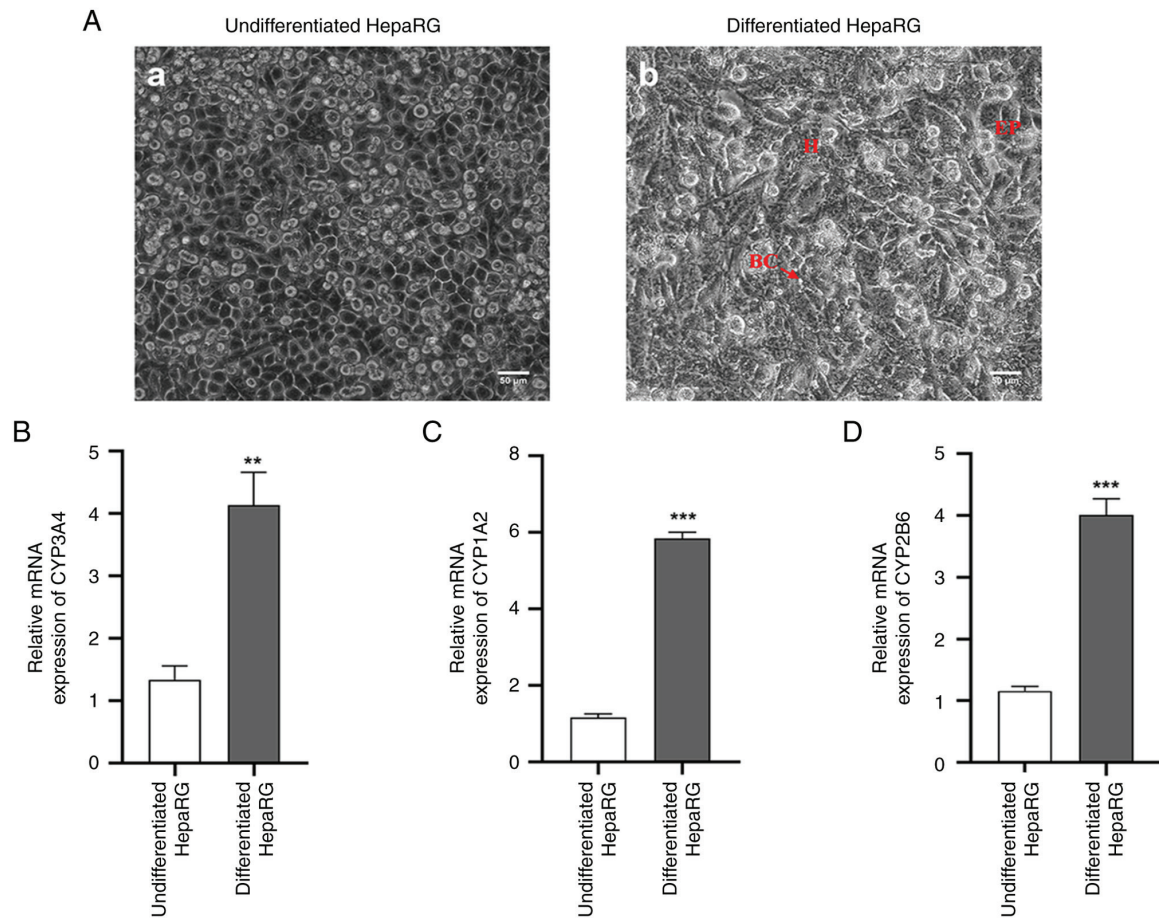 A
Undifferentiated HepaRG
Differentiated HepaRG
a
b
H
EP
BC
50 µm
50 µm
B
Relative mRNA
expression of CYP3A4
5
4
3
2
1
0
**
Undifferentiated
HepaRG
Differentiated
HepaRG
C
Relative mRNA
expression of CYP1A2
8
6
4
2
0
***
Undifferentiated
HepaRG
Differentiated
HepaRG
D
Relative mRNA
expression of CYP2B6
5
4
3
2
1
0
***
Undifferentiated
HepaRG
Differentiated
HepaRG